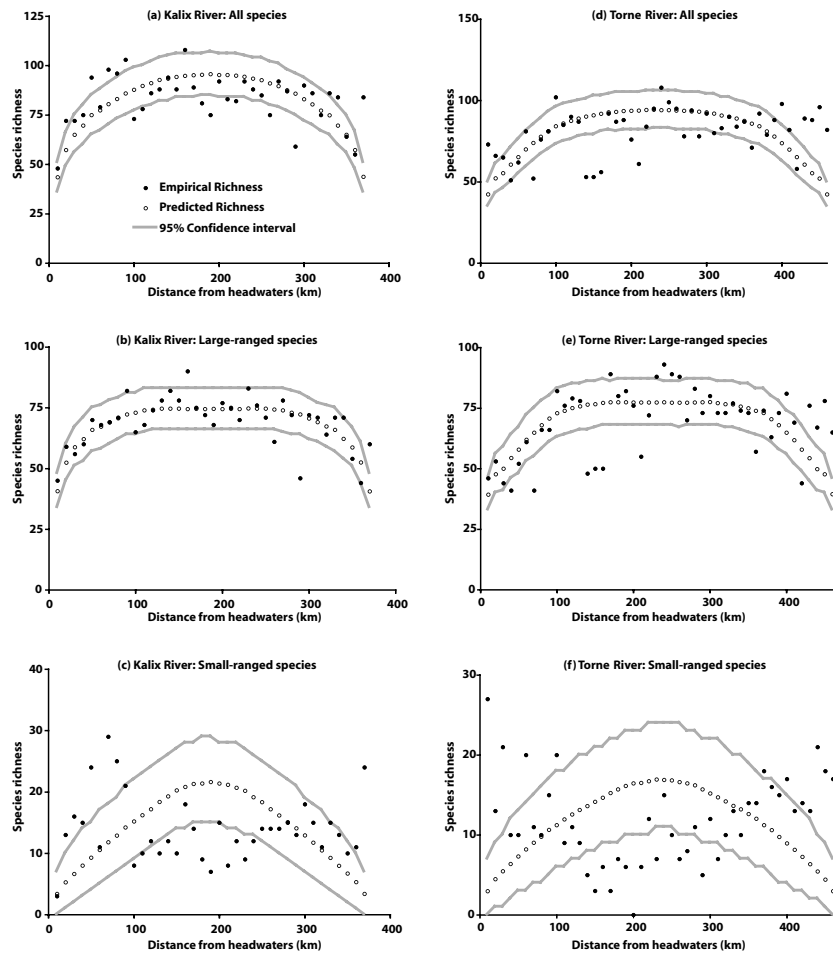 (a) Kalix River: All species
125
100
75
50
25
0
Species richness
Empirical Richness
Predicted Richness
95% Confidence interval
0 100 200 300 400
Distance from headwaters (km)
(d) Torne River: All species
150
100
50
0
Species richness
0 100 200 300 400
Distance from headwaters (km)
(b) Kalix River: Large-ranged species
100
75
50
25
0
Species richness
0 100 200 300 400
Distance from headwaters (km)
(e) Torne River: Large-ranged species
100
75
50
25
0
Species richness
0 100 200 300 400
Distance from headwaters (km)
(c) Kalix River: Small-ranged species
40
30
20
10
0
Species richness
0 100 200 300 400
Distance from headwaters (km)
(f) Torne River: Small-ranged species
30
20
10
0
Species richness
0 100 200 300 400
Distance from headwaters (km)